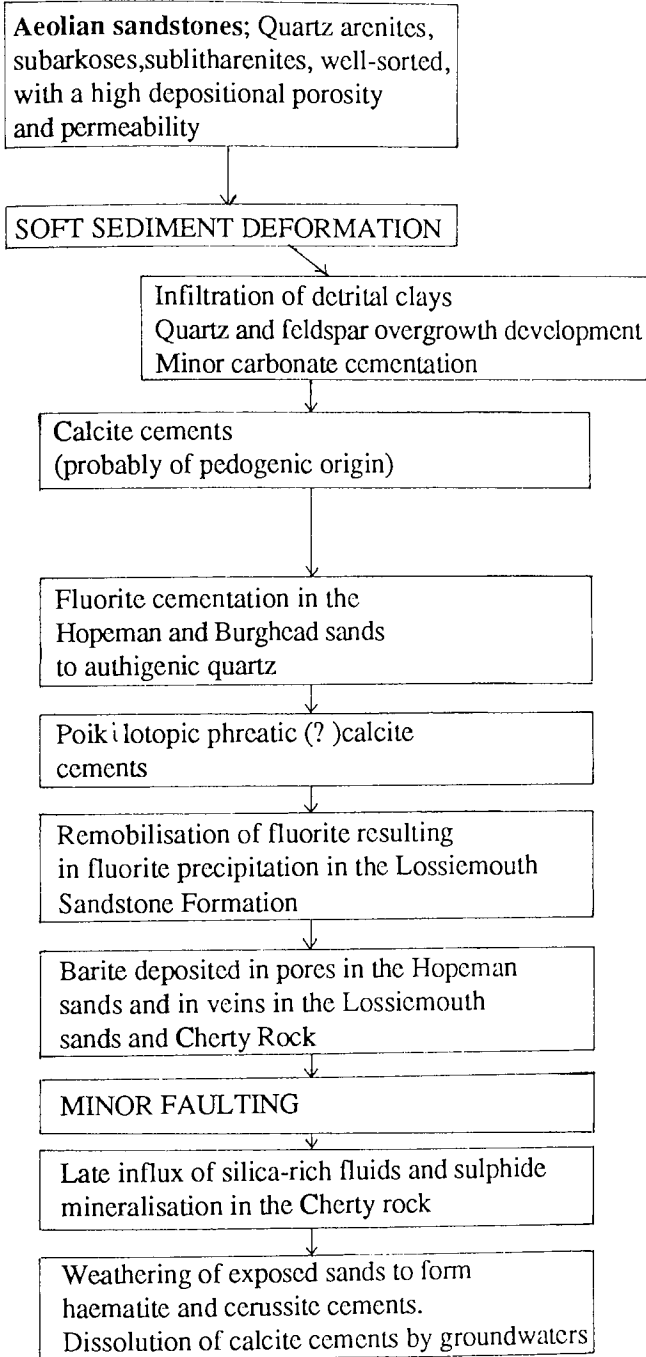 Aeolian sandstones; Quartz arenites,
subarkoses,sublitharenites, well-sorted,
with a high depositional porosity
and permeability
SOFT SEDIMENT DEFORMATION
Infiltration of detrital clays
Quartz and feldspar overgrowth development
Minor carbonate cementation
Calcite cements
(probably of pedogenic origin)
Fluorite cementation in the
Hopeman and Burghead sands
to authigenic quartz
Poikilotopic phreatic (? )calcite
cements
Remobilisation of fluorite resulting
in fluorite precipitation in the Lossiemouth
Sandstone Formation
Barite deposited in pores in the Hopeman
sands and in veins in the Lossiemouth
sands and Cherty Rock
MINOR FAULTING
Late influx of silica-rich fluids and sulphide
mineralisation in the Cherty rock
Weathering of exposed sands to form
haematite and cerussite cements.
Dissolution of calcite cements by groundwaters